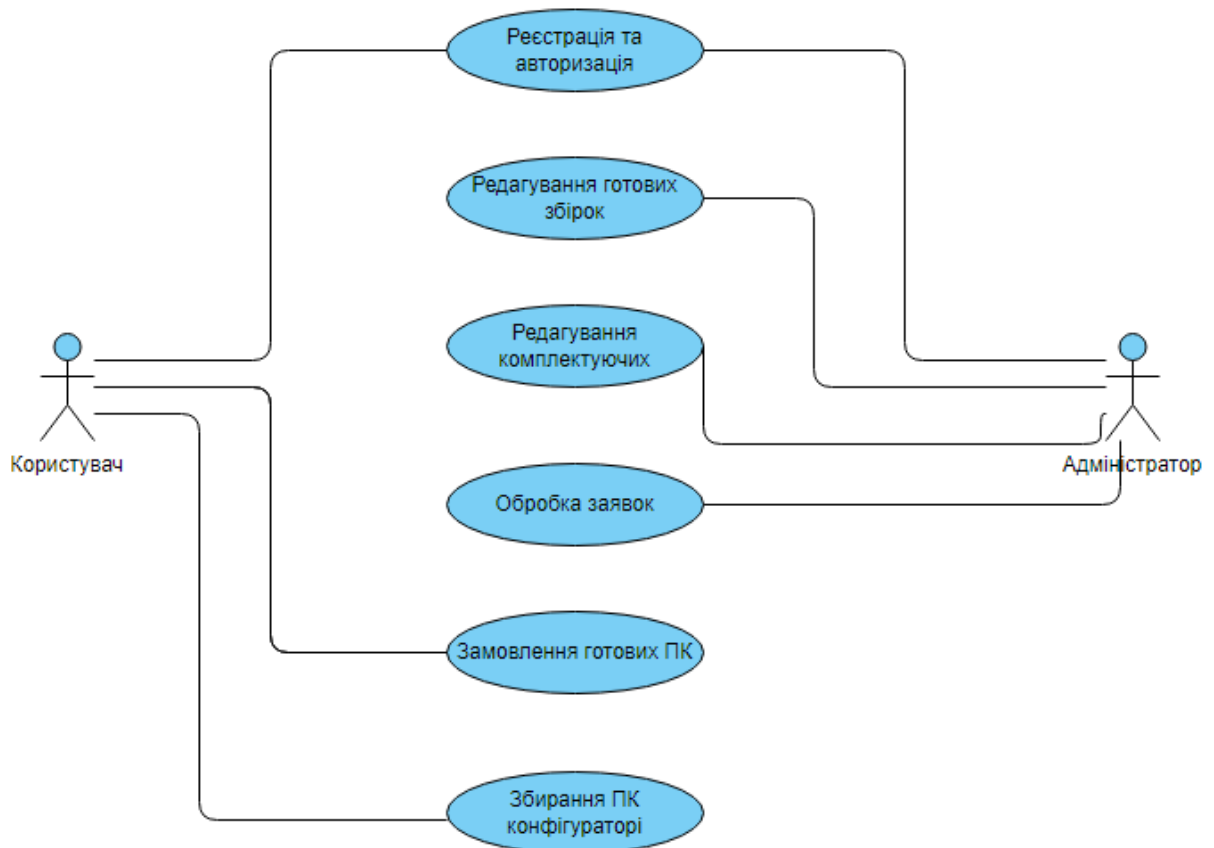 Реєстрація та
авторизація
Редагування готових
збірок
Редагування
комплектуючих
Користувач
Адміністратор
Обробка заявок
Замовлення готових ПК
Збирання ПК
конфігураторі